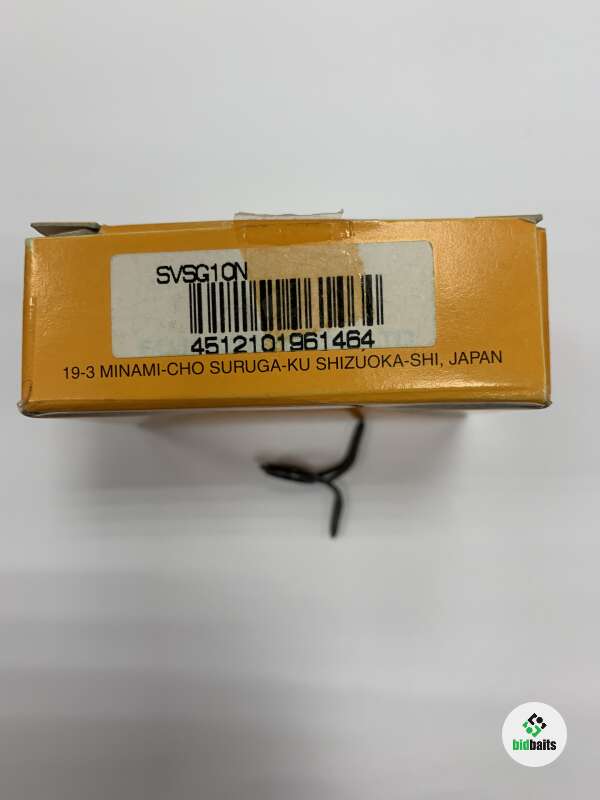 SVSG10N
4512101961464
19-3 MINAMI-CHO SURUGA-KU SHIZUOKA-SHI, JAPAN
bidbaits